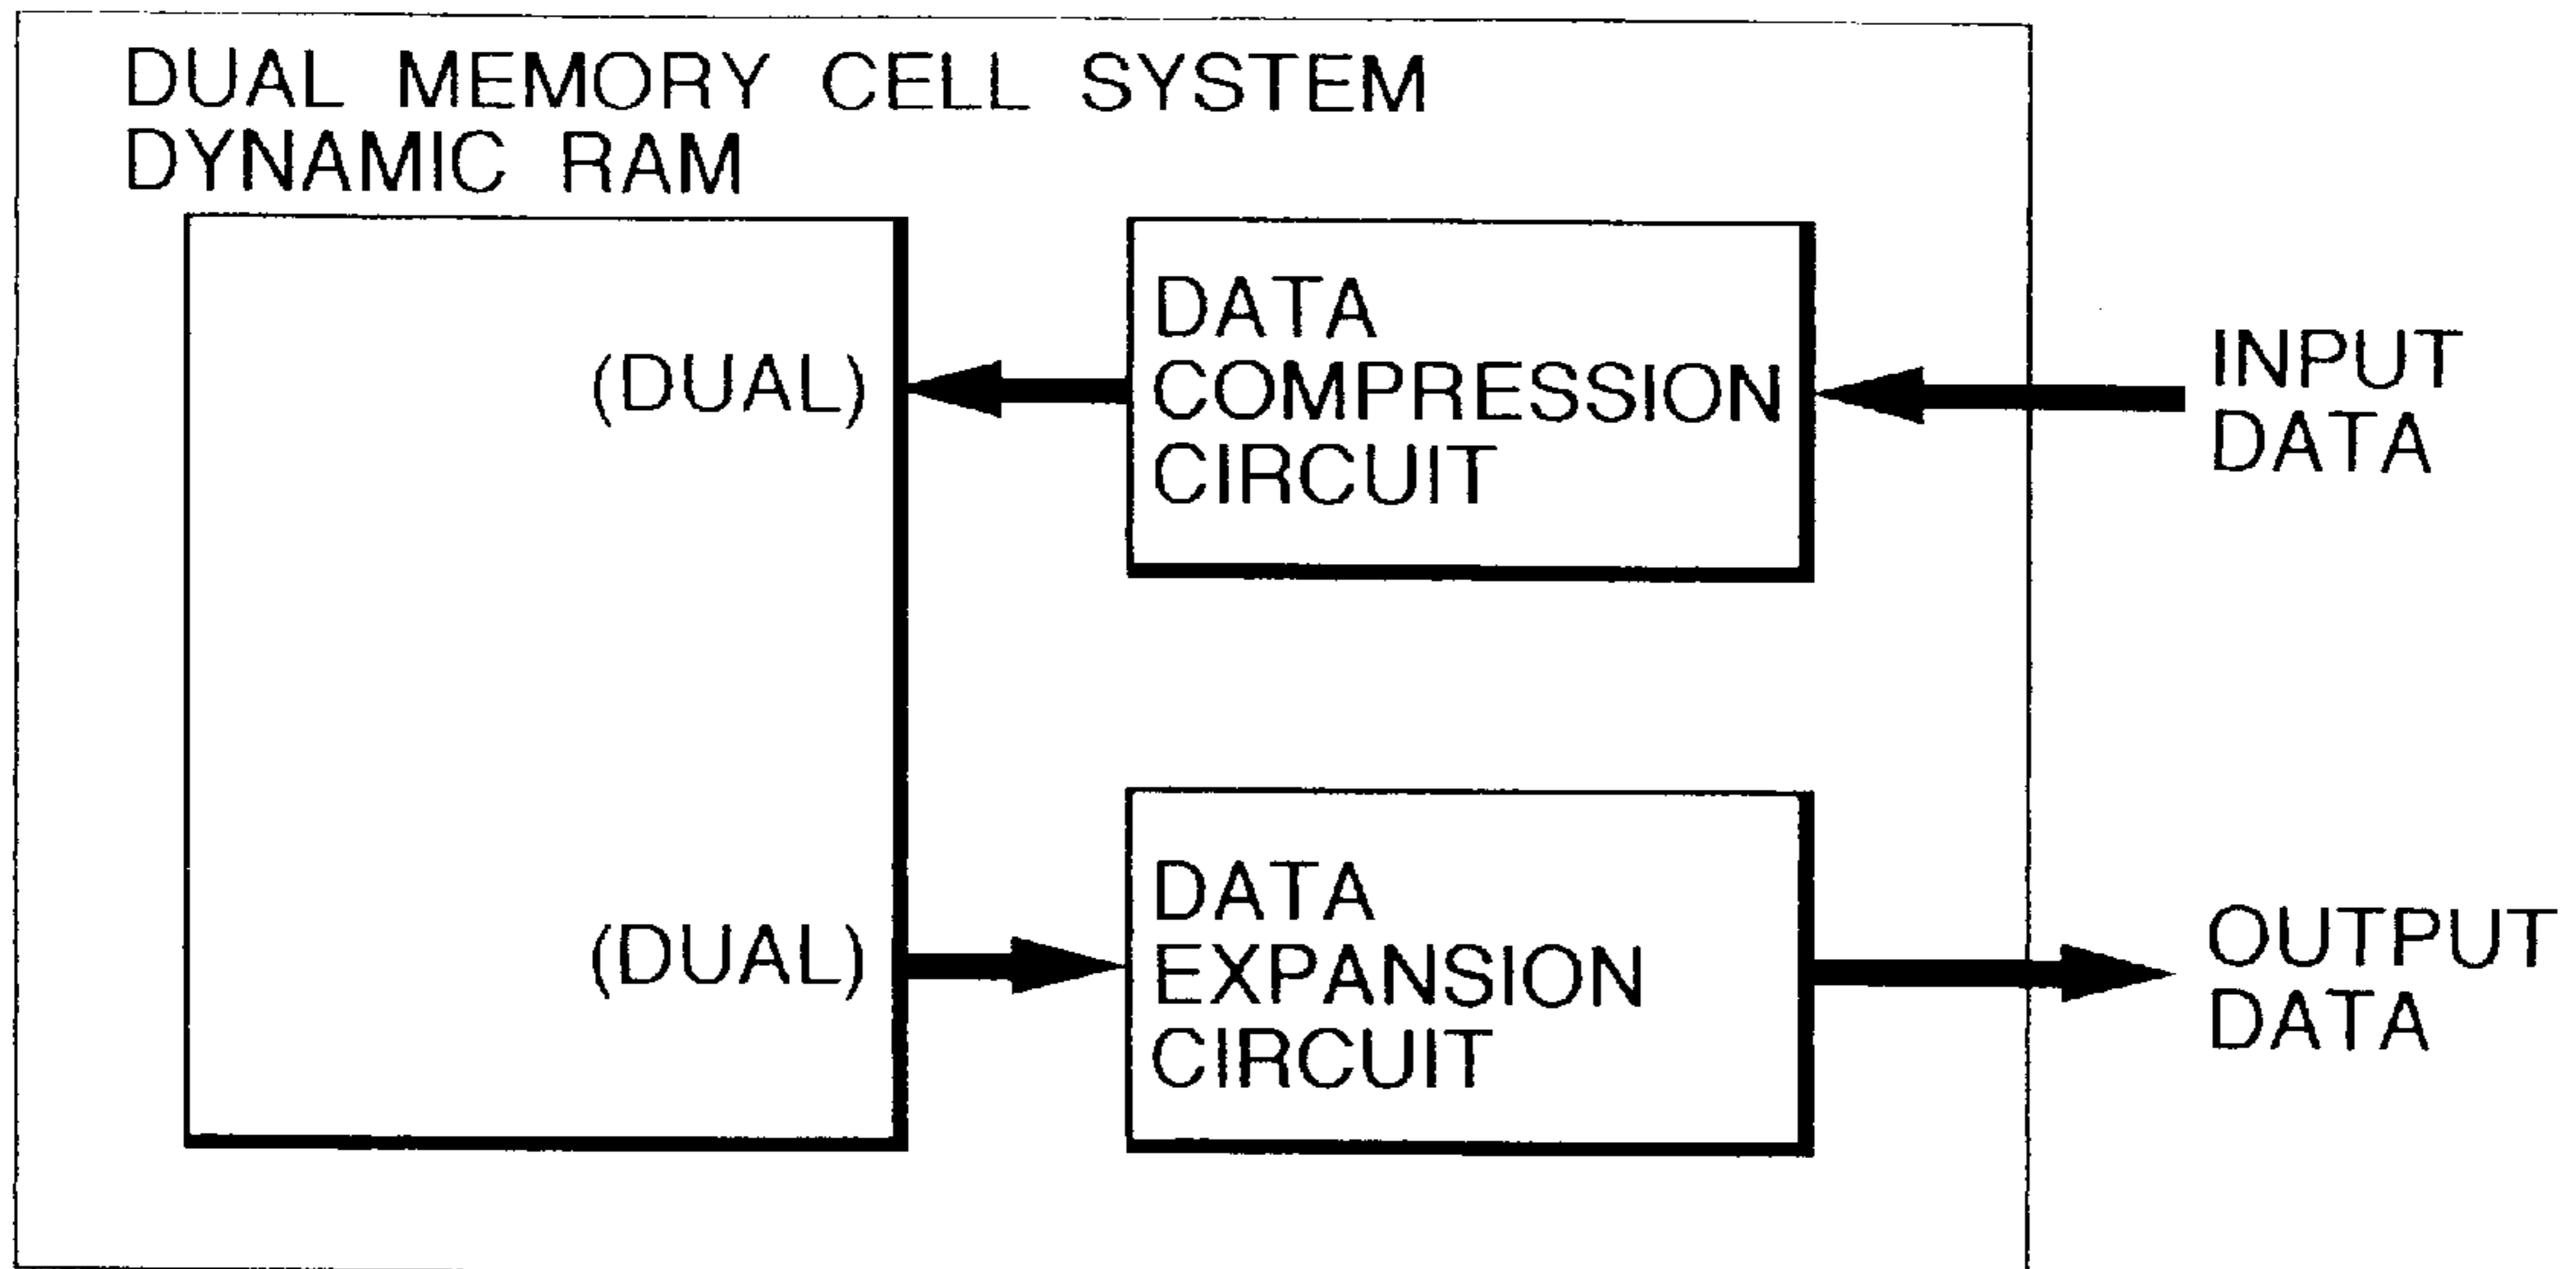 DUAL MEMORY CELL SYSTEM
DYNAMIC RAM
(DUAL)
DATA
COMPRESSION
CIRCUIT
INPUT
DATA
(DUAL)
DATA
EXPANSION
CIRCUIT
OUTPUT
DATA